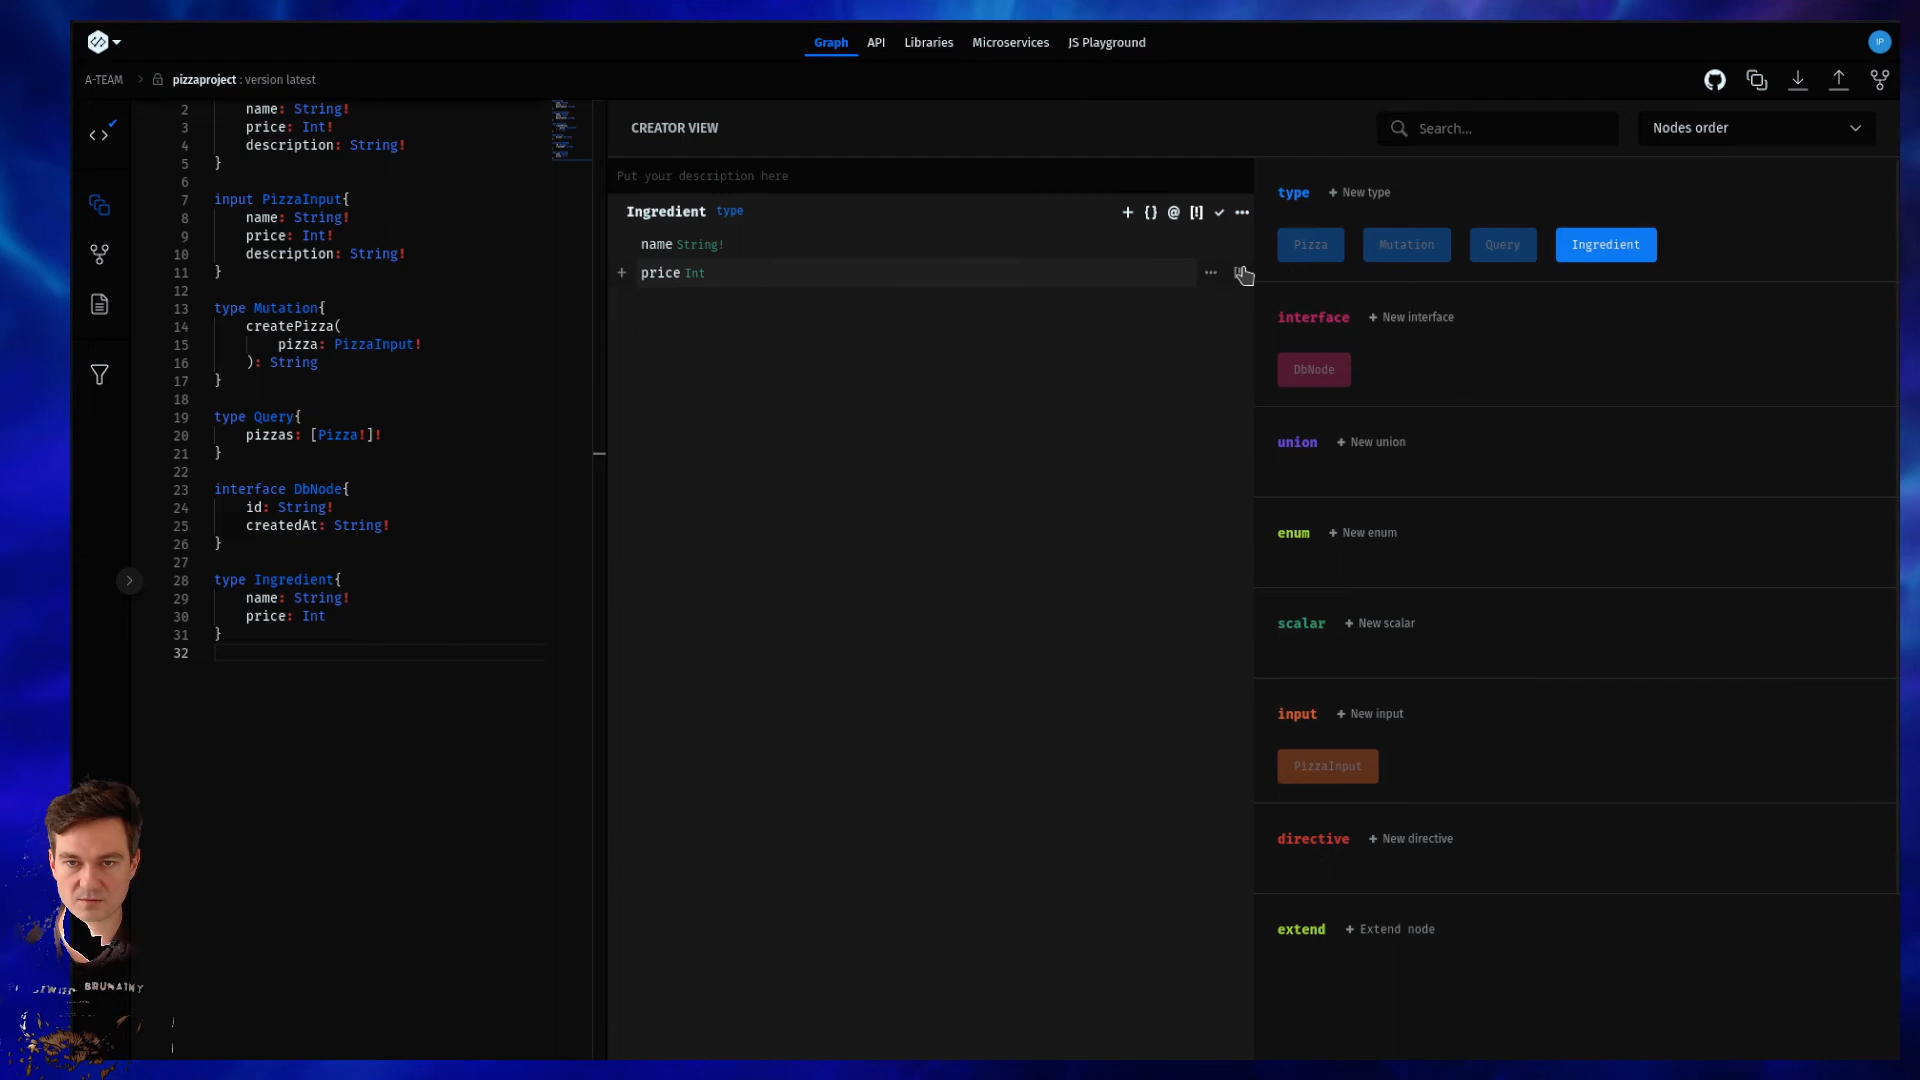 Graph API Libraries Microservices JS Playground
IP
A-TEAM > pizzaproject : version latest
2 name: String!
3 price: Int!
4 description: String!
5 }
6
7 input PizzaInput{
8 name: String!
9 price: Int!
10 description: String!
11 }
12
13 type Mutation{
14 createPizza(
15 pizza: PizzaInput!
16 ): String
17 }
18
19 type Query{
20 pizzas: [Pizza!]!
21 }
22
23 interface DbNode{
24 id: String!
25 createdAt: String!
26 }
27
28 type Ingredient{
29 name: String!
30 price: Int
31 }
32
CREATOR VIEW
Search...
Nodes order
Put your description here
Ingredient type
+ {} @ [!]
name String!
+ price Int
type + New type
Pizza Mutation Query Ingredient
interface + New interface
DbNode
union + New union
enum + New enum
scalar + New scalar
input + New input
PizzaInput
directive + New directive
extend + Extend node